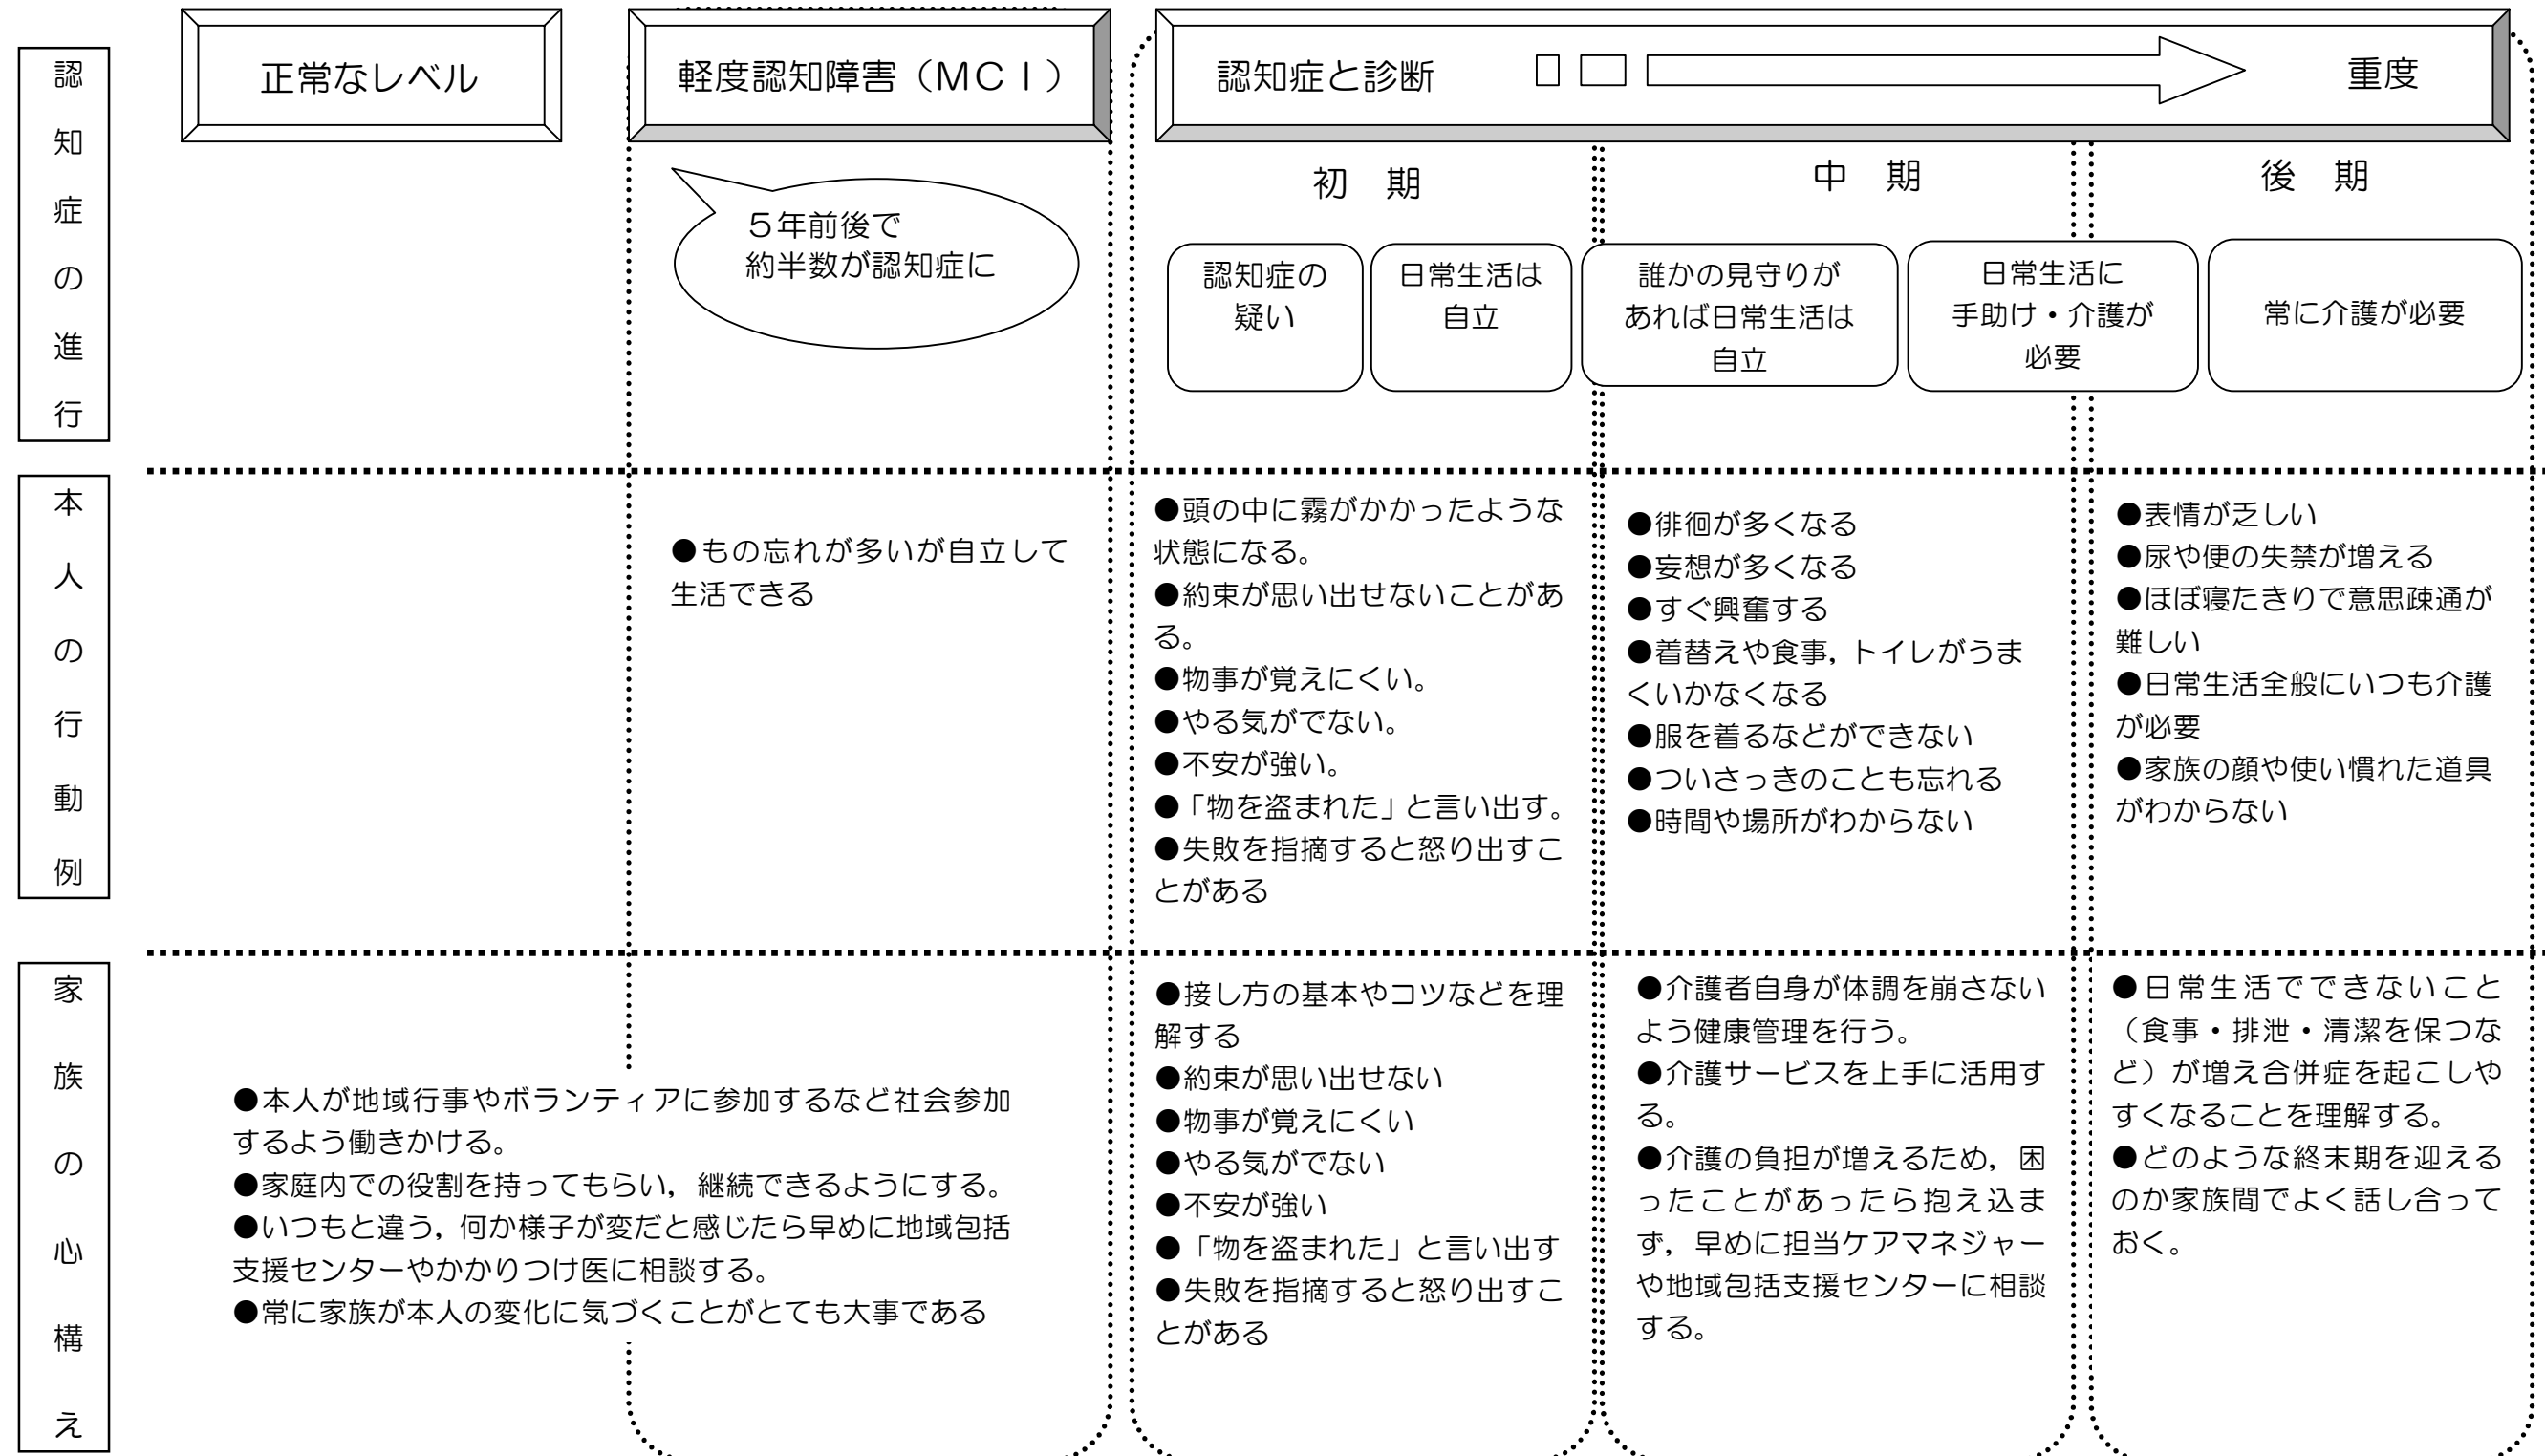 認知症の進行
正常なレベル
軽度認知障害（ＭＣＩ）
認知症と診断
重度
５年前後で
約半数が認知症に
初　期
中　期
後　期
認知症の
疑い
日常生活は
自立
誰かの見守りが
あれば日常生活は
自立
日常生活に
手助け・介護が
必要
常に介護が必要
本人の行動例
●もの忘れが多いが自立して
生活できる
●頭の中に霧がかかったような
状態になる。
●約束が思い出せないことがあ
る。
●物事が覚えにくい。
●やる気がでない。
●不安が強い。
●「物を盗まれた」と言い出す。
●失敗を指摘すると怒り出すこ
とがある
●徘徊が多くなる
●妄想が多くなる
●すぐ興奮する
●着替えや食事，トイレがうま
くいかなくなる
●服を着るなどができない
●ついさっきのことも忘れる
●時間や場所がわからない
●表情が乏しい
●尿や便の失禁が増える
●ほぼ寝たきりで意思疎通が
難しい
●日常生活全般にいつも介護
が必要
●家族の顔や使い慣れた道具
がわからない
家族の心構え
●本人が地域行事やボランティアに参加するなど社会参加
するよう働きかける。
●家庭内での役割を持ってもらい，継続できるようにする。
●いつもと違う，何か様子が変だと感じたら早めに地域包括
支援センターやかかりつけ医に相談する。
●常に家族が本人の変化に気づくことがとても大事である
●接し方の基本やコツなどを理
解する
●約束が思い出せない
●物事が覚えにくい
●やる気がでない
●不安が強い
●「物を盗まれた」と言い出す
●失敗を指摘すると怒り出すこ
とがある
●介護者自身が体調を崩さない
よう健康管理を行う。
●介護サービスを上手に活用す
る。
●介護の負担が増えるため，困
ったことがあったら抱え込ま
ず，早めに担当ケアマネジャー
や地域包括支援センターに相談
する。
●日常生活でできないこと
（食事・排泄・清潔を保つな
ど）が増え合併症を起こしや
すくなることを理解する。
●どのような終末期を迎える
のか家族間でよく話し合って
おく。